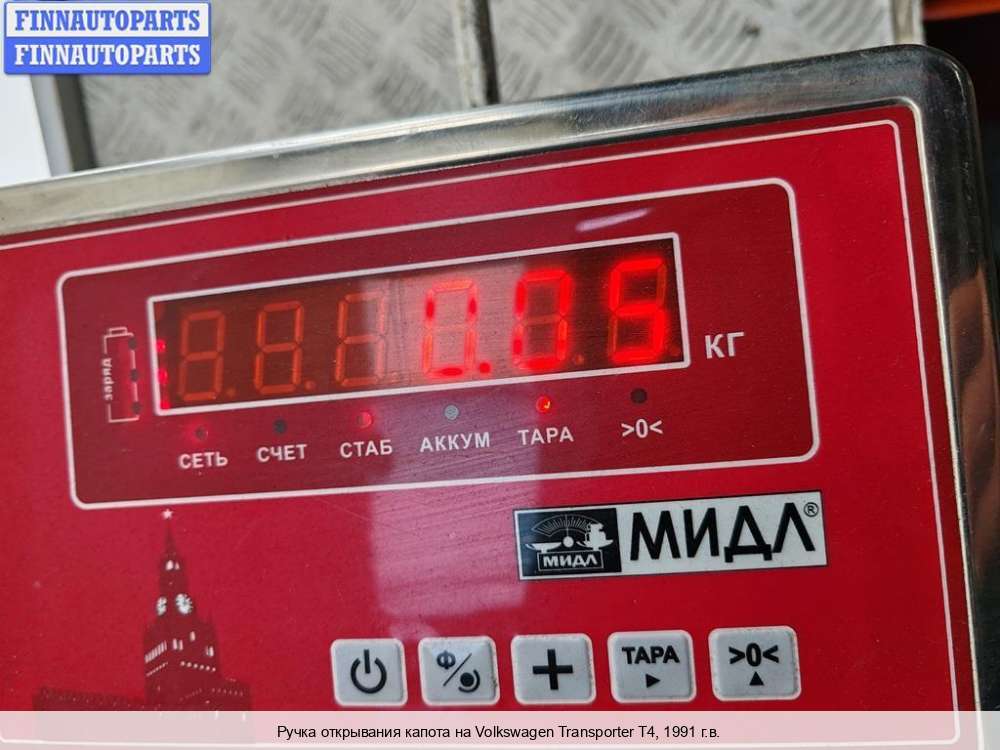 FINNAUTOPARTS
FINNAUTOPARTS
заряд
0.05
КГ
СЕТЬ
СЧЕТ
СТАБ
АККУМ
ТАРА
>0<
МИДЛ
МИДЛ®
Ф
ТАРА
>0<
Ручка открывания капота на Volkswagen Transporter T4, 1991 г.в.